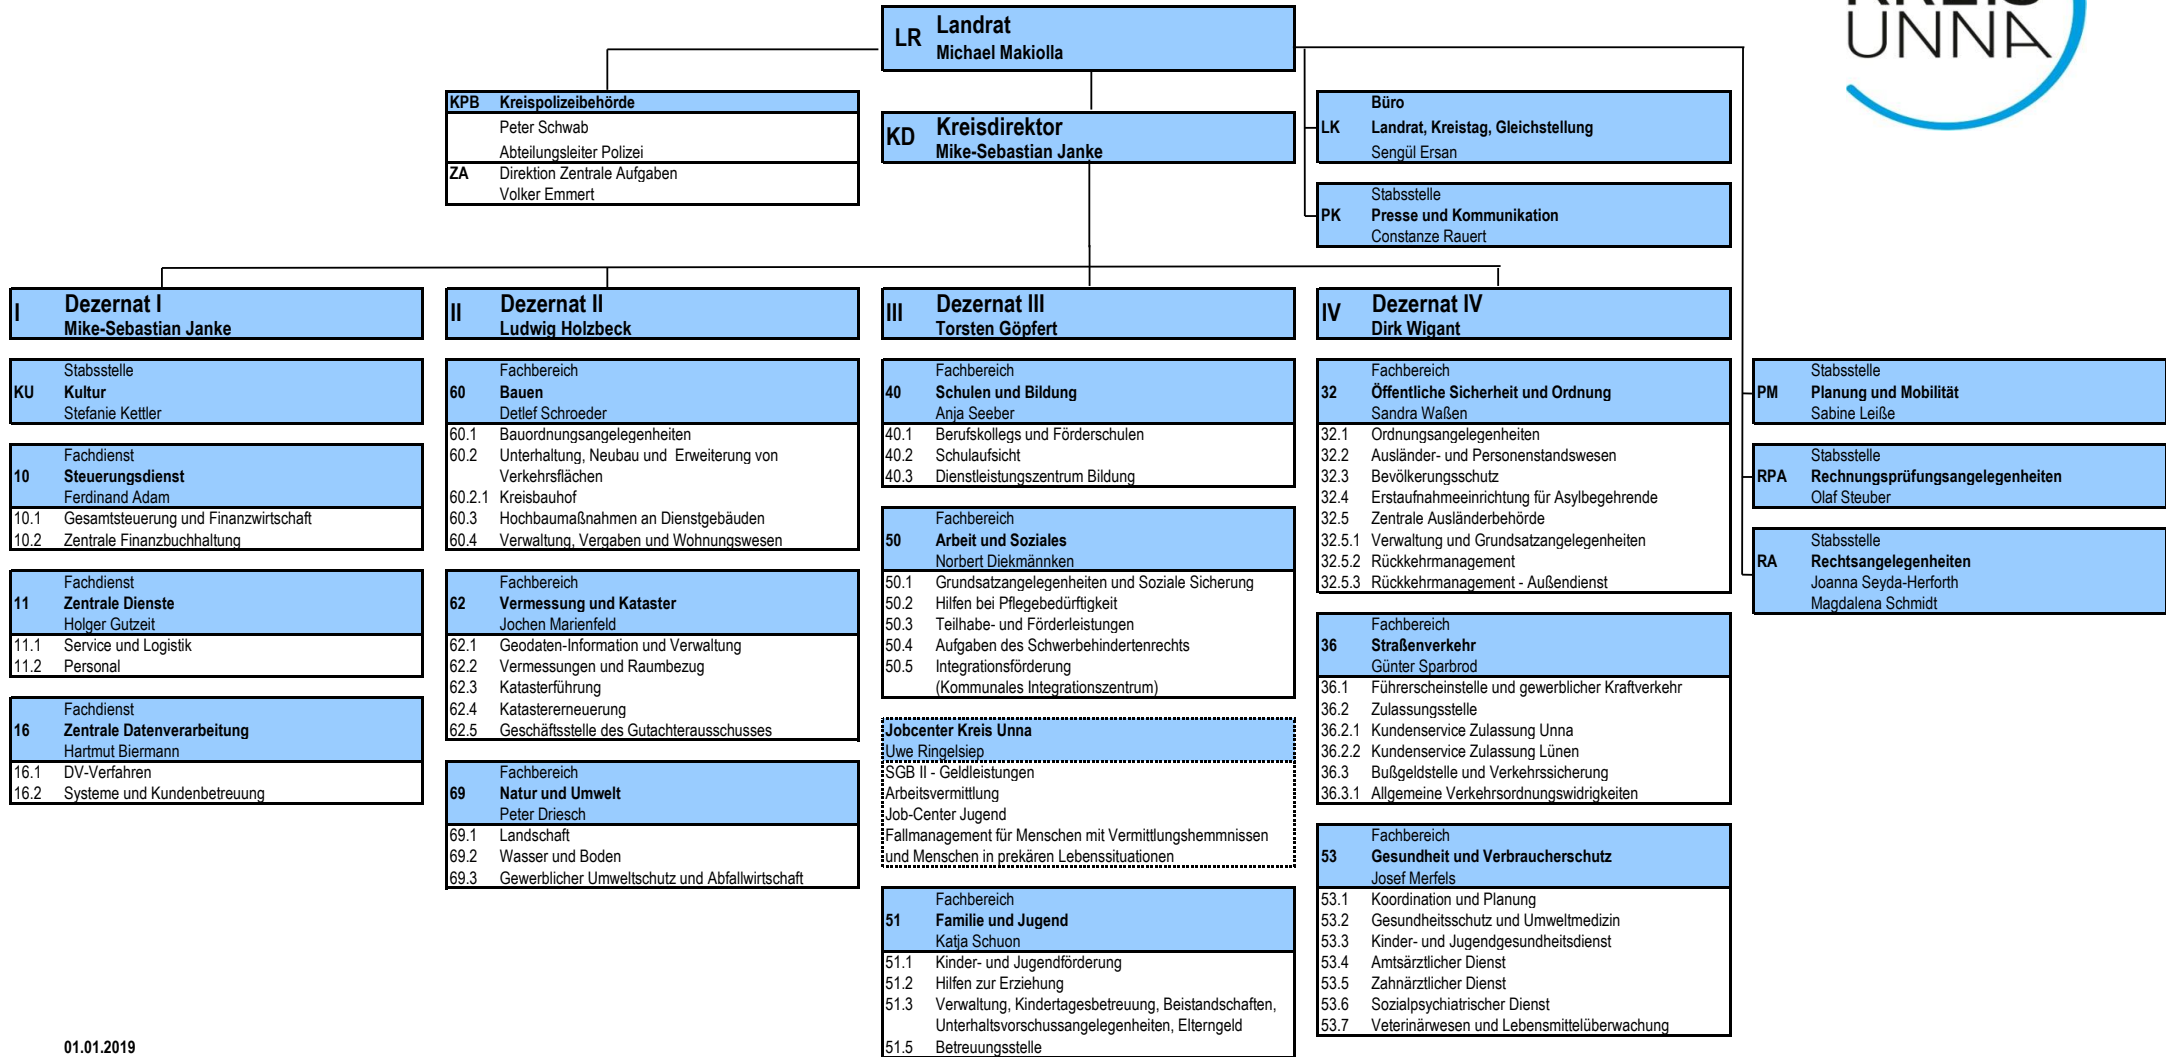 KREIS
UNNA
LR Landrat
Michael Makiolla
KPB Kreispolizeibehörde
Peter Schwab
Abteilungsleiter Polizei
ZA Direktion Zentrale Aufgaben
Volker Emmert
KD Kreisdirektor
Mike-Sebastian Janke
Büro
LK Landrat, Kreistag, Gleichstellung
Sengül Ersan
Stabsstelle
PK Presse und Kommunikation
Constanze Rauert
I Dezernat I
Mike-Sebastian Janke
Stabsstelle
KU Kultur
Stefanie Kettler
Fachdienst
10 Steuerungsdienst
Ferdinand Adam
10.1 Gesamtsteuerung und Finanzwirtschaft
10.2 Zentrale Finanzbuchhaltung
Fachdienst
11 Zentrale Dienste
Holger Gutzeit
11.1 Service und Logistik
11.2 Personal
Fachdienst
16 Zentrale Datenverarbeitung
Hartmut Biermann
16.1 DV-Verfahren
16.2 Systeme und Kundenbetreuung
II Dezernat II
Ludwig Holzbeck
Fachbereich
60 Bauen
Detlef Schroeder
60.1 Bauordnungsangelegenheiten
60.2 Unterhaltung, Neubau und Erweiterung von
Verkehrsflächen
60.2.1 Kreisbauhof
60.3 Hochbaumaßnahmen an Dienstgebäuden
60.4 Verwaltung, Vergaben und Wohnungswesen
Fachbereich
62 Vermessung und Kataster
Jochen Marienfeld
62.1 Geodaten-Information und Verwaltung
62.2 Vermessungen und Raumbezug
62.3 Katasterführung
62.4 Katastererneuerung
62.5 Geschäftsstelle des Gutachterausschusses
Fachbereich
69 Natur und Umwelt
Peter Driesch
69.1 Landschaft
69.2 Wasser und Boden
69.3 Gewerblicher Umweltschutz und Abfallwirtschaft
III Dezernat III
Torsten Göpfert
Fachbereich
40 Schulen und Bildung
Anja Seeber
40.1 Berufskollegs und Förderschulen
40.2 Schulaufsicht
40.3 Dienstleistungszentrum Bildung
Fachbereich
50 Arbeit und Soziales
Norbert Diekmännken
50.1 Grundsatzangelegenheiten und Soziale Sicherung
50.2 Hilfen bei Pflegebedürftigkeit
50.3 Teilhabe- und Förderleistungen
50.4 Aufgaben des Schwerbehindertenrechts
50.5 Integrationsförderung
(Kommunales Integrationszentrum)
Jobcenter Kreis Unna
Uwe Ringelsiep
SGB II - Geldleistungen
Arbeitsvermittlung
Job-Center Jugend
Fallmanagement für Menschen mit Vermittlungshemmnissen
und Menschen in prekären Lebenssituationen
Fachbereich
51 Familie und Jugend
Katja Schuon
51.1 Kinder- und Jugendförderung
51.2 Hilfen zur Erziehung
51.3 Verwaltung, Kindertagesbetreuung, Beistandschaften,
Unterhaltsvorschussangelegenheiten, Elterngeld
51.5 Betreuungsstelle
IV Dezernat IV
Dirk Wigant
Fachbereich
32 Öffentliche Sicherheit und Ordnung
Sandra Waßen
32.1 Ordnungsangelegenheiten
32.2 Ausländer- und Personenstandswesen
32.3 Bevölkerungsschutz
32.4 Erstaufnahmeeinrichtung für Asylbegehrende
32.5 Zentrale Ausländerbehörde
32.5.1 Verwaltung und Grundsatzangelegenheiten
32.5.2 Rückkehrmanagement
32.5.3 Rückkehrmanagement - Außendienst
Fachbereich
36 Straßenverkehr
Günter Sparbrod
36.1 Führerscheinstelle und gewerblicher Kraftverkehr
36.2 Zulassungsstelle
36.2.1 Kundenservice Zulassung Unna
36.2.2 Kundenservice Zulassung Lünen
36.3 Bußgeldstelle und Verkehrssicherung
36.3.1 Allgemeine Verkehrsordnungswidrigkeiten
Fachbereich
53 Gesundheit und Verbraucherschutz
Josef Merfels
53.1 Koordination und Planung
53.2 Gesundheitsschutz und Umweltmedizin
53.3 Kinder- und Jugendgesundheitsdienst
53.4 Amtsärztlicher Dienst
53.5 Zahnärztlicher Dienst
53.6 Sozialpsychiatrischer Dienst
53.7 Veterinärwesen und Lebensmittelüberwachung
Stabsstelle
PM Planung und Mobilität
Sabine Leiße
Stabsstelle
RPA Rechnungsprüfungsangelegenheiten
Olaf Steuber
Stabsstelle
RA Rechtsangelegenheiten
Joanna Seyda-Herforth
Magdalena Schmidt
01.01.2019